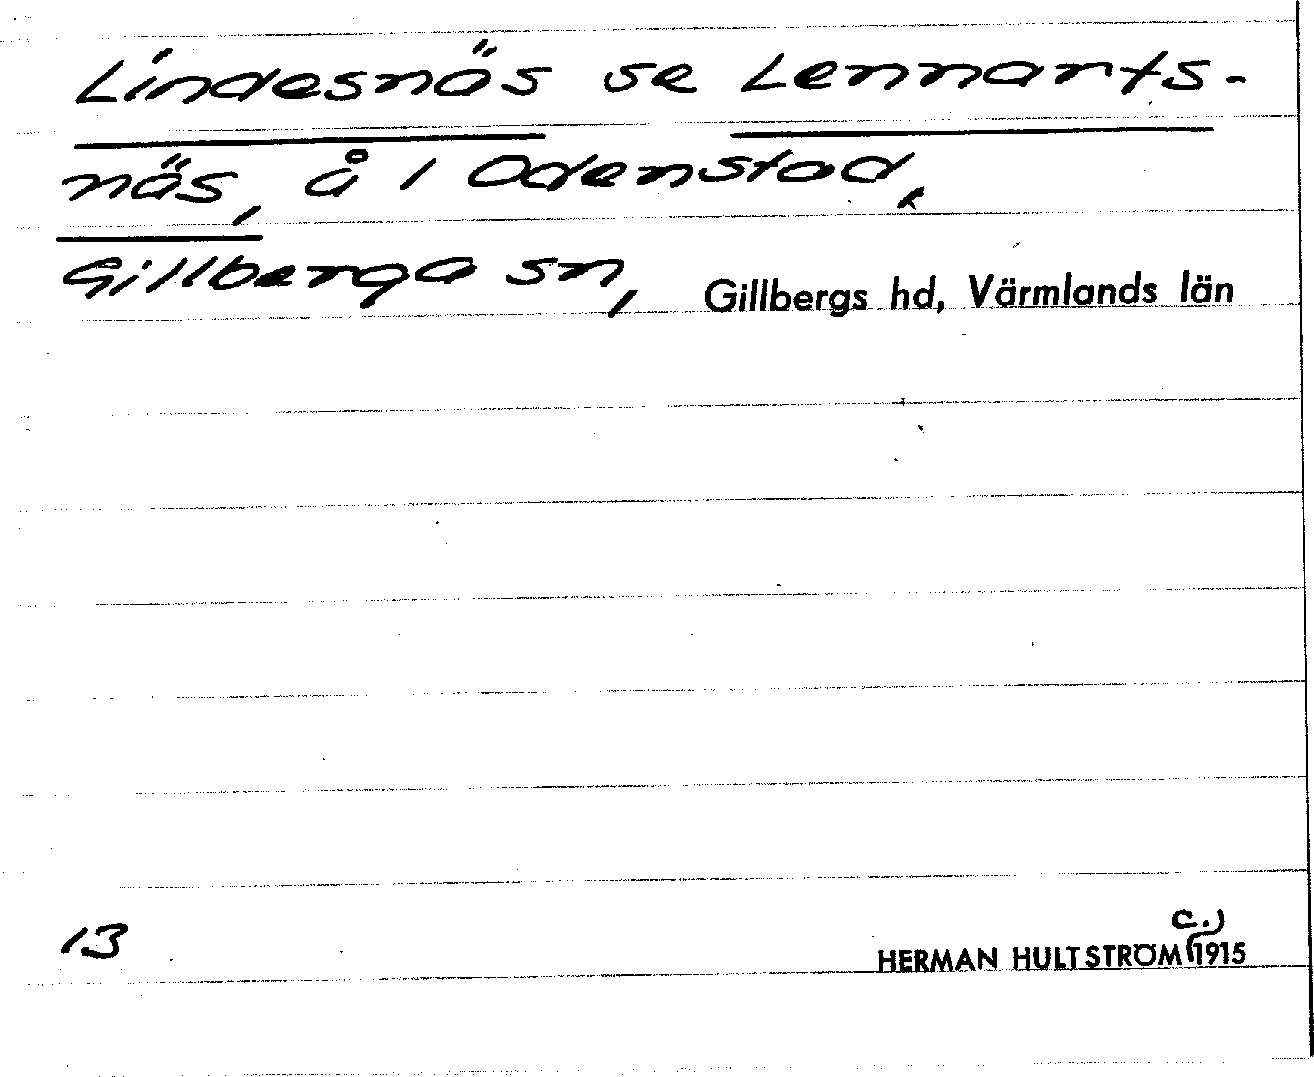 Lindesnäs se Lennarts-
näs, å i Odenstad,
Gillberga sn, Gillbergs hd, Värmlands län
13
c.)
HERMAN HULTSTRÖM 1915